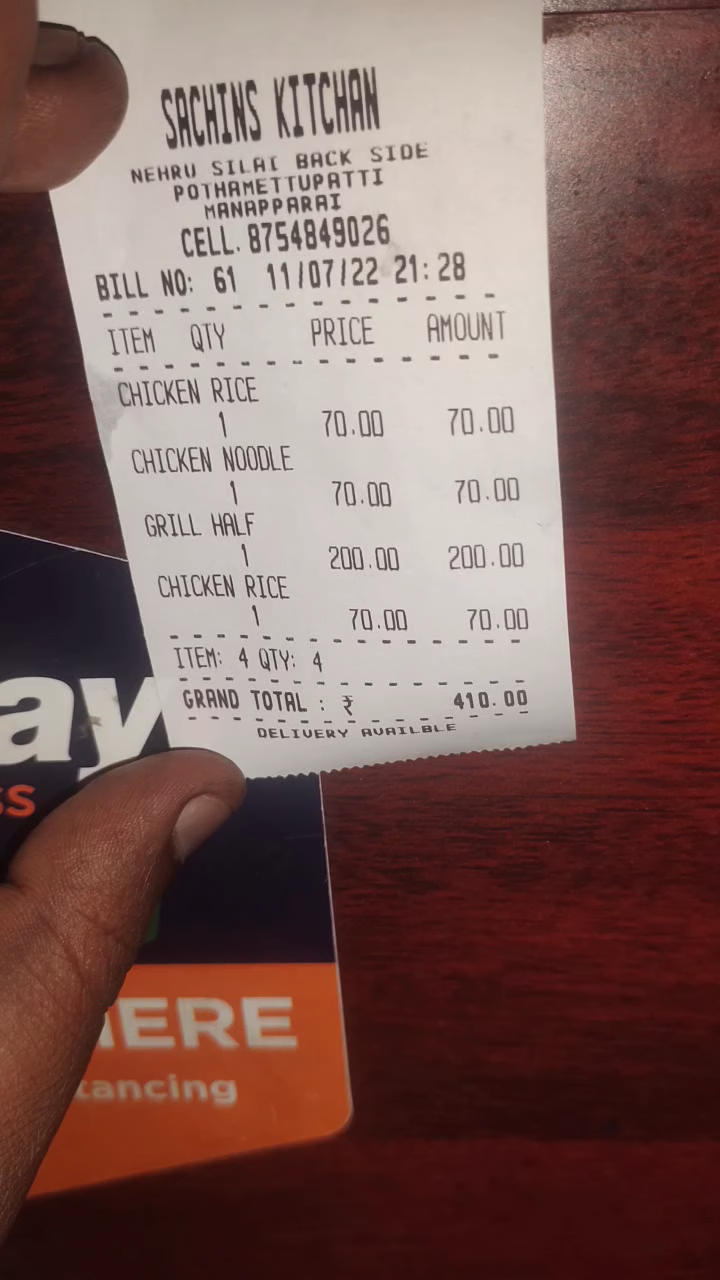 SACHINS KITCHAN
NEHRU SILAI BACK SIDE
POTHAMETTUPATTI
MANAPPARAI
CELL. 8754849026
BILL NO: 61 11/07/22 21:28
ITEM QTY PRICE AMOUNT
CHICKEN RICE
1 70.00 70.00
CHICKEN NOODLE
1 70.00 70.00
GRILL HALF
1 200.00 200.00
CHICKEN RICE
1 70.00 70.00
ITEM: 4 QTY: 4
GRAND TOTAL : ₹ 410.00
DELIVERY AVAILBLE
ay
ss
HERE
tancing